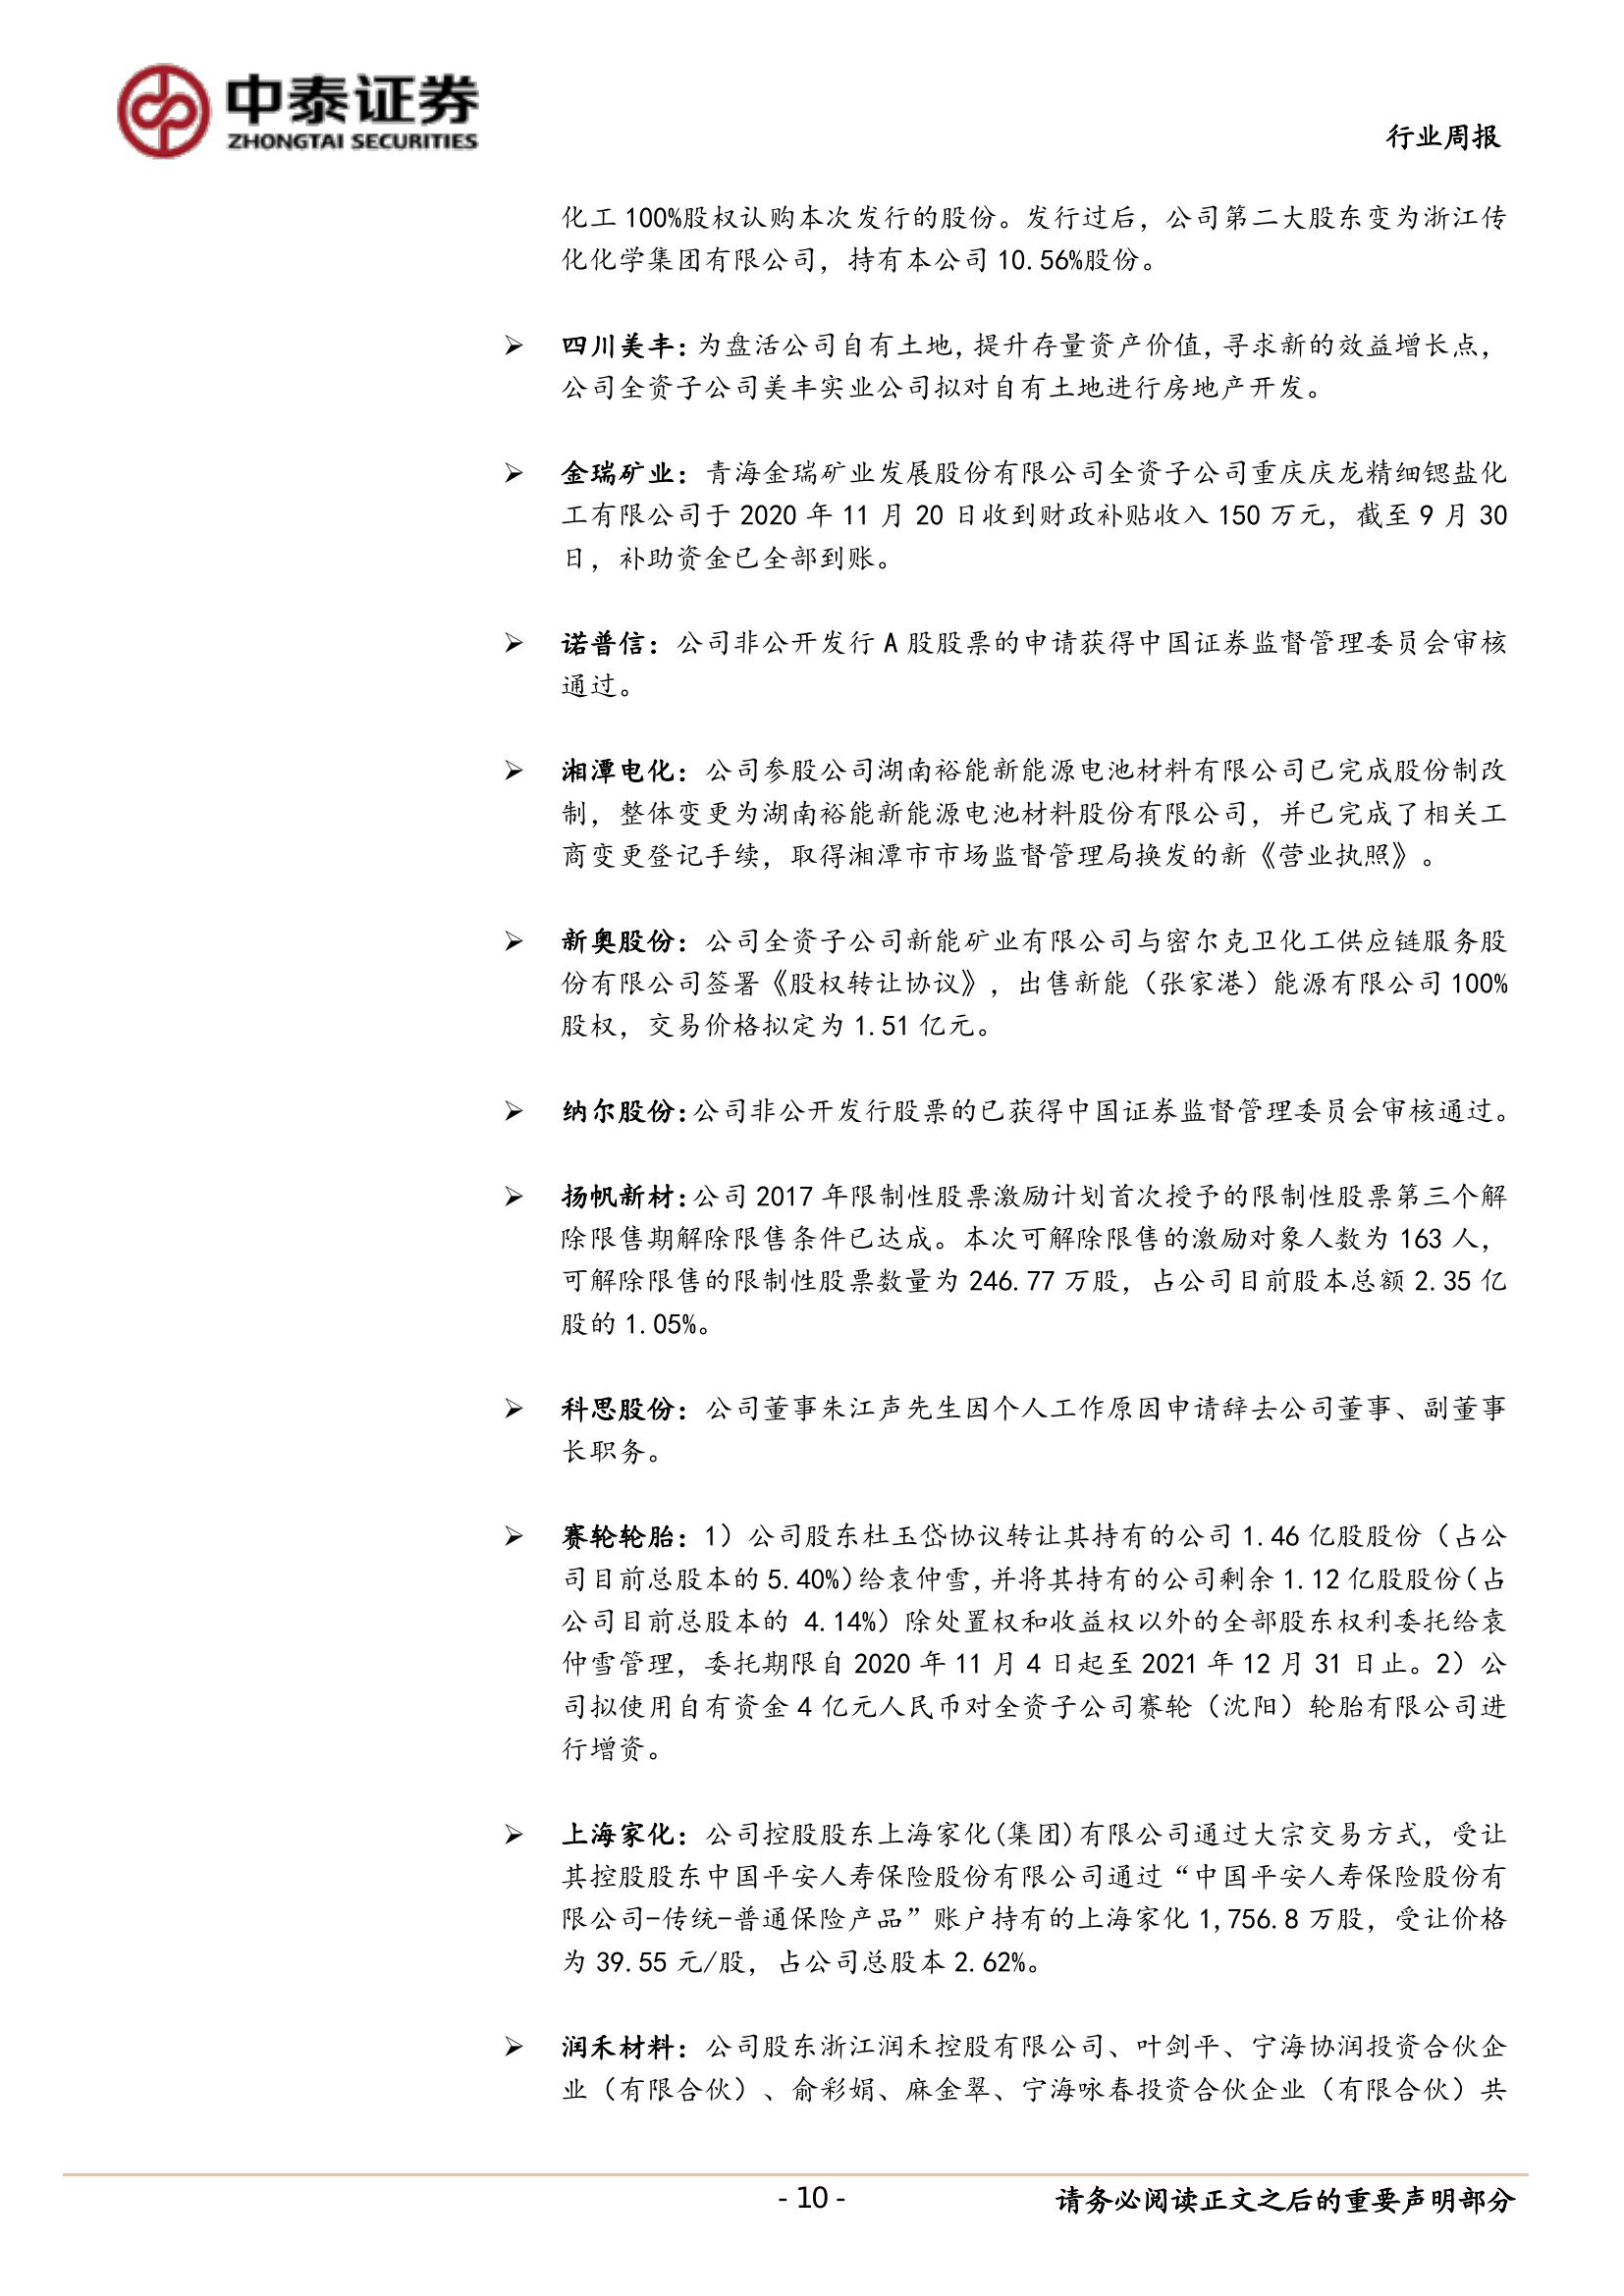 中泰证券
ZHONGTAI SECURITIES
行业周报
化工 100%股权认购本次发行的股份。发行过后，公司第二大股东变为浙江传
化化学集团有限公司，持有本公司 10.56%股份。
➢ 四川美丰：为盘活公司自有土地，提升存量资产价值，寻求新的效益增长点，
公司全资子公司美丰实业公司拟对自有土地进行房地产开发。
➢ 金瑞矿业：青海金瑞矿业发展股份有限公司全资子公司重庆庆龙精细锶盐化
工有限公司于 2020 年 11 月 20 日收到财政补贴收入 150 万元，截至 9 月 30
日，补助资金已全部到账。
➢ 诺普信：公司非公开发行 A 股股票的申请获得中国证券监督管理委员会审核
通过。
➢ 湘潭电化：公司参股公司湖南裕能新能源电池材料有限公司已完成股份制改
制，整体变更为湖南裕能新能源电池材料股份有限公司，并已完成了相关工
商变更登记手续，取得湘潭市市场监督管理局换发的新《营业执照》。
➢ 新奥股份：公司全资子公司新能矿业有限公司与密尔克卫化工供应链服务股
份有限公司签署《股权转让协议》，出售新能（张家港）能源有限公司 100%
股权，交易价格拟定为 1.51 亿元。
➢ 纳尔股份：公司非公开发行股票的已获得中国证券监督管理委员会审核通过。
➢ 扬帆新材：公司 2017 年限制性股票激励计划首次授予的限制性股票第三个解
除限售期解除限售条件已达成。本次可解除限售的激励对象人数为 163 人，
可解除限售的限制性股票数量为 246.77 万股，占公司目前股本总额 2.35 亿
股的 1.05%。
➢ 科思股份：公司董事朱江声先生因个人工作原因申请辞去公司董事、副董事
长职务。
➢ 赛轮轮胎：1）公司股东杜玉岱协议转让其持有的公司 1.46 亿股股份（占公
司目前总股本的 5.40%）给袁仲雪，并将其持有的公司剩余 1.12 亿股股份（占
公司目前总股本的 4.14%）除处置权和收益权以外的全部股东权利委托给袁
仲雪管理，委托期限自 2020 年 11 月 4 日起至 2021 年 12 月 31 日止。2）公
司拟使用自有资金 4 亿元人民币对全资子公司赛轮（沈阳）轮胎有限公司进
行增资。
➢ 上海家化：公司控股股东上海家化(集团)有限公司通过大宗交易方式，受让
其控股股东中国平安人寿保险股份有限公司通过“中国平安人寿保险股份有
限公司-传统-普通保险产品”账户持有的上海家化 1,756.8 万股，受让价格
为 39.55 元/股，占公司总股本 2.62%。
➢ 润禾材料：公司股东浙江润禾控股有限公司、叶剑平、宁海协润投资合伙企
业（有限合伙）、俞彩娟、麻金翠、宁海咏春投资合伙企业（有限合伙）共
- 10 -
请务必阅读正文之后的重要声明部分